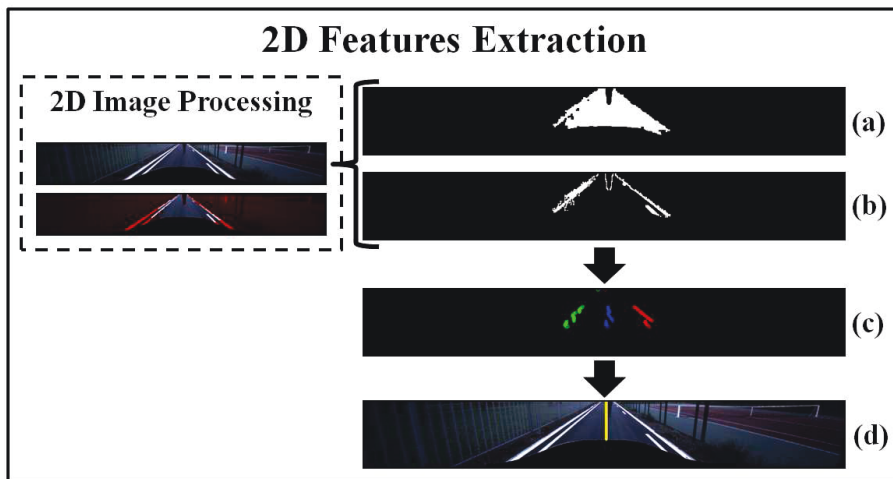 2D Features Extraction
2D Image Processing
(a)
(b)
(c)
(d)